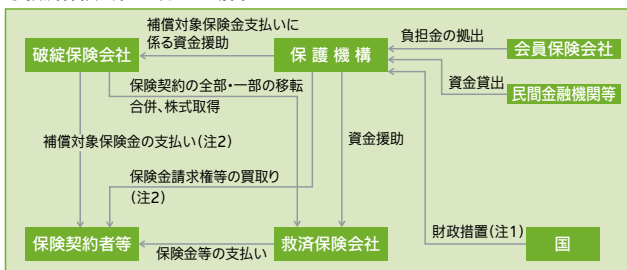 補償対象保険金支払いに
係る資金援助
破綻保険会社
保護機構
負担金の拠出
会員保険会社
資金貸出
民間金融機関等
保険契約の全部・一部の移転
合併、株式取得
補償対象保険金の支払い(注2)
資金援助
保険金請求権等の買取り
(注2)
保険契約者等
保険金等の支払い
救済保険会社
財政措置(注1)
国